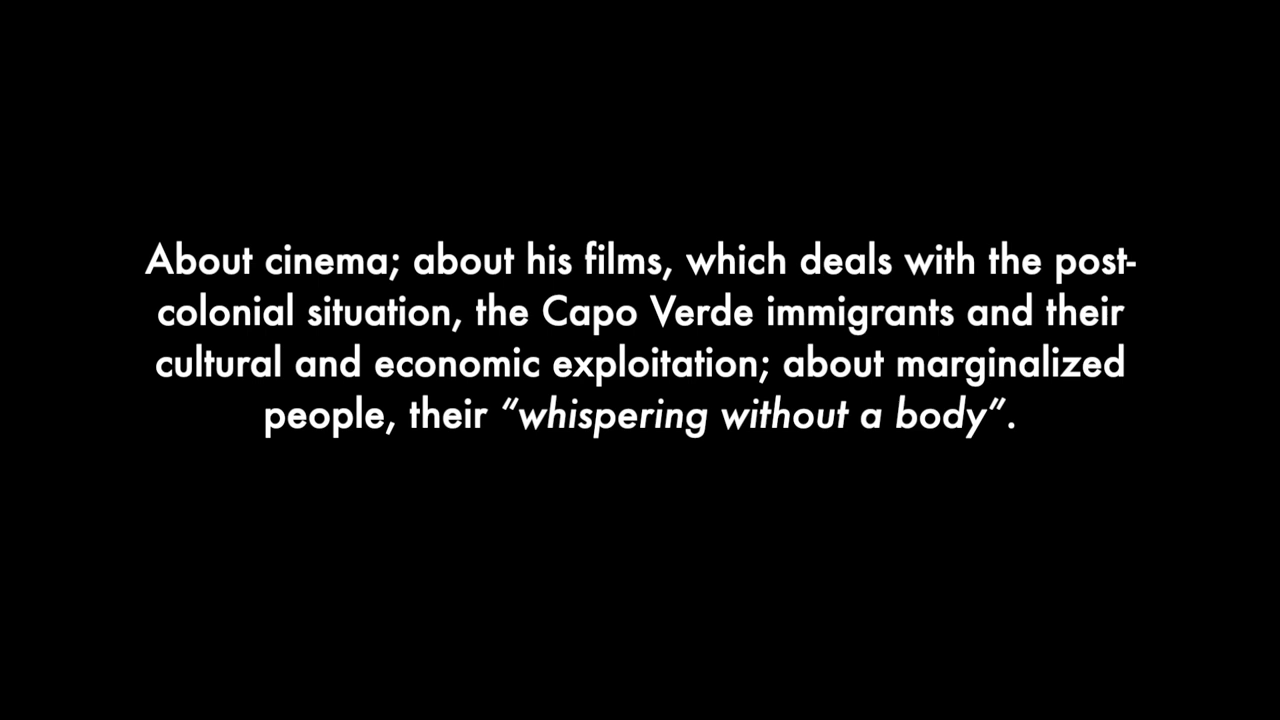 About cinema; about his films, which deals with the post-
colonial situation, the Capo Verde immigrants and their
cultural and economic exploitation; about marginalized
people, their “whispering without a body”.